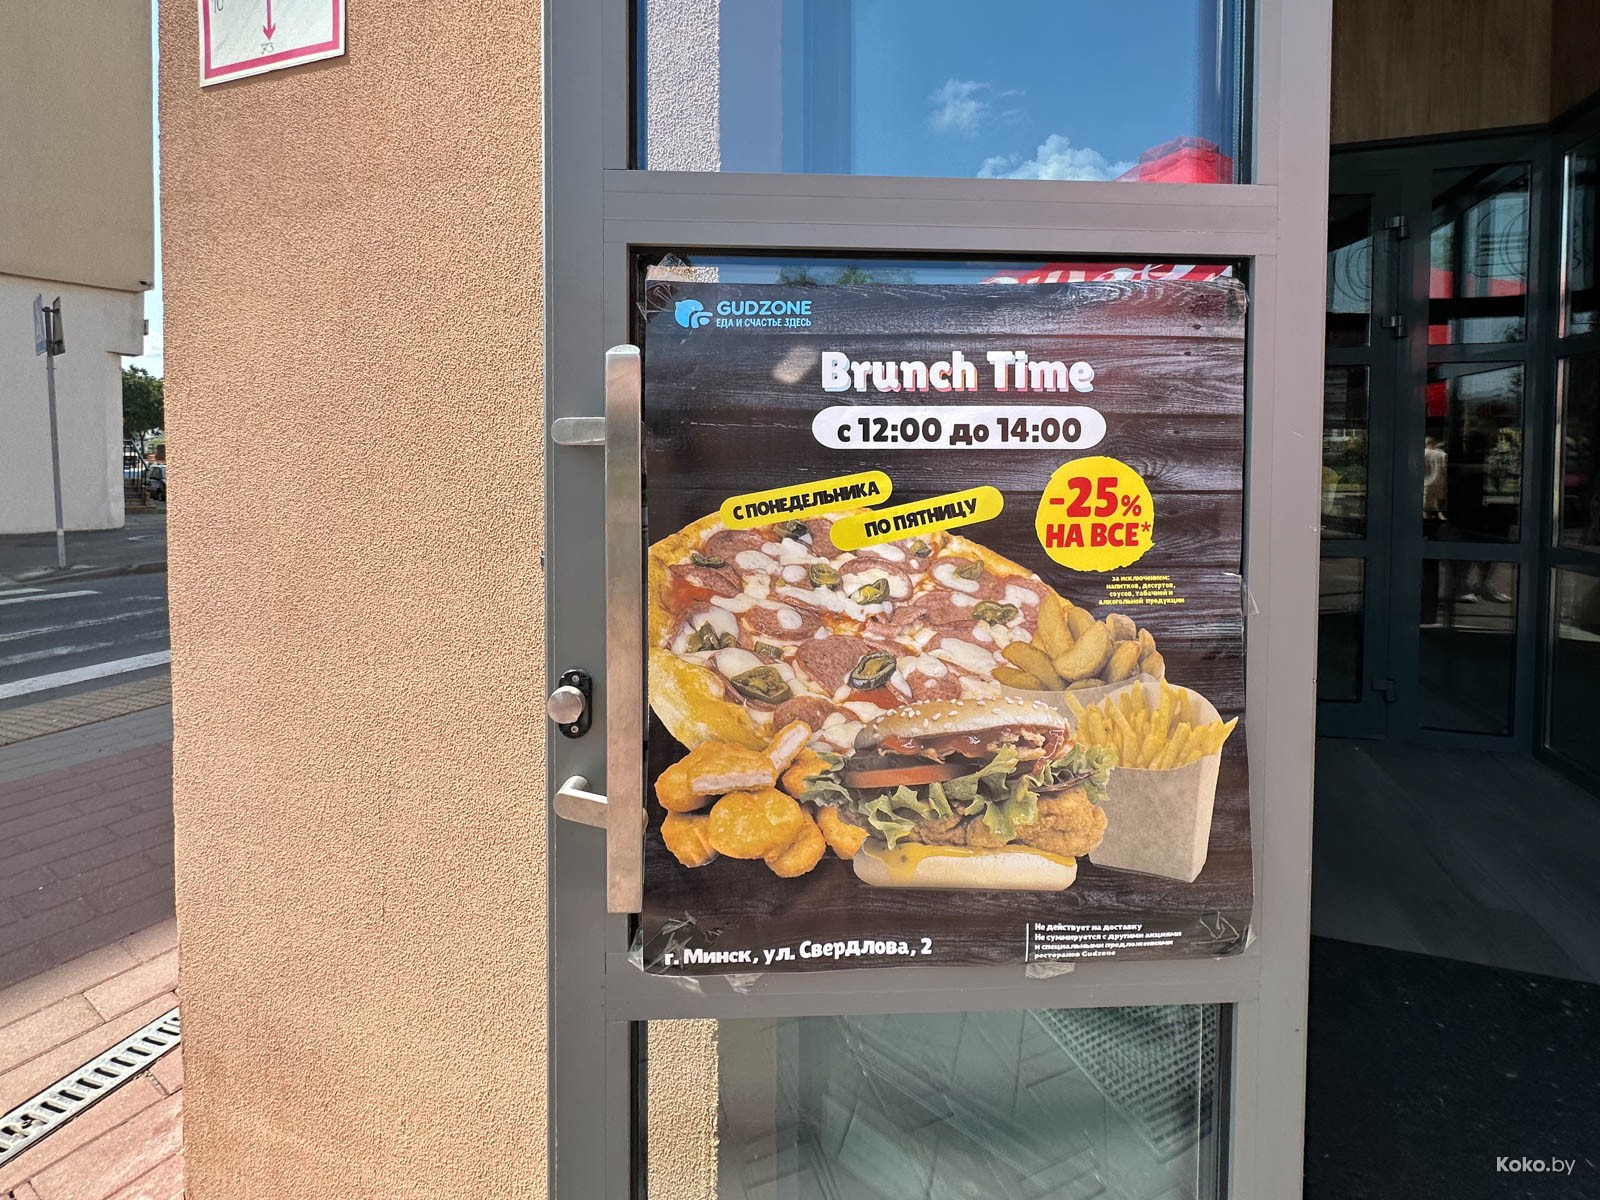 73
GUDZONE
ЕДА И СЧАСТЬЕ ЗДЕСЬ
Brunch Time
с 12:00 до 14:00
С ПОНЕДЕЛЬНИКА
ПО ПЯТНИЦУ
-25%
НА ВСЕ*
за исключением:
напитков, десертов,
соусов, табачной и
алкогольной продукции
г. Минск, ул. Свердлова, 2
Не действует на доставку
Не суммируется с другими акциями
и специальными предложениями
ресторанов Gudzone
Koko.by